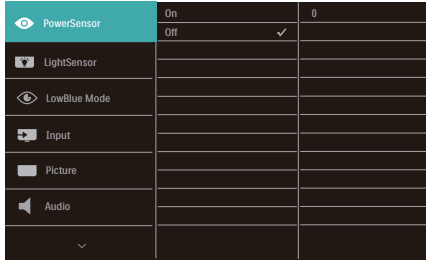 PowerSensor
On
0
Off
LightSensor
LowBlue Mode
Input
Picture
Audio